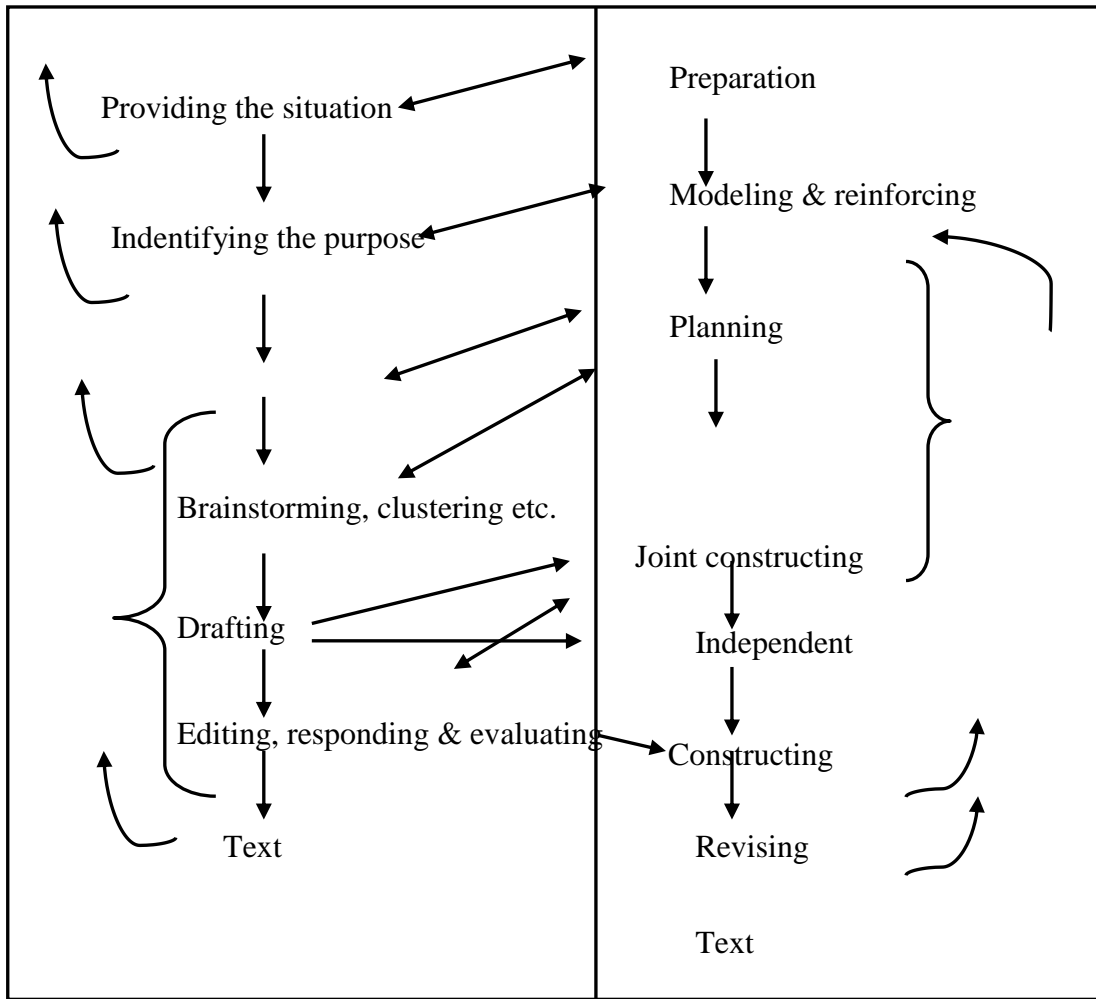 Providing the situation
Indentifying the purpose
Brainstorming, clustering etc.
Drafting
Editing, responding & evaluating
Text
Preparation
Modeling & reinforcing
Planning
Joint constructing
Independent
Constructing
Revising
Text